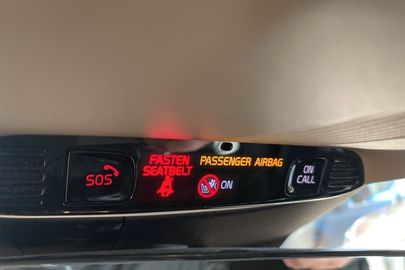 SOS
FASTEN
SEATBELT
PASSENGER AIRBAG
ON
ON
CALL